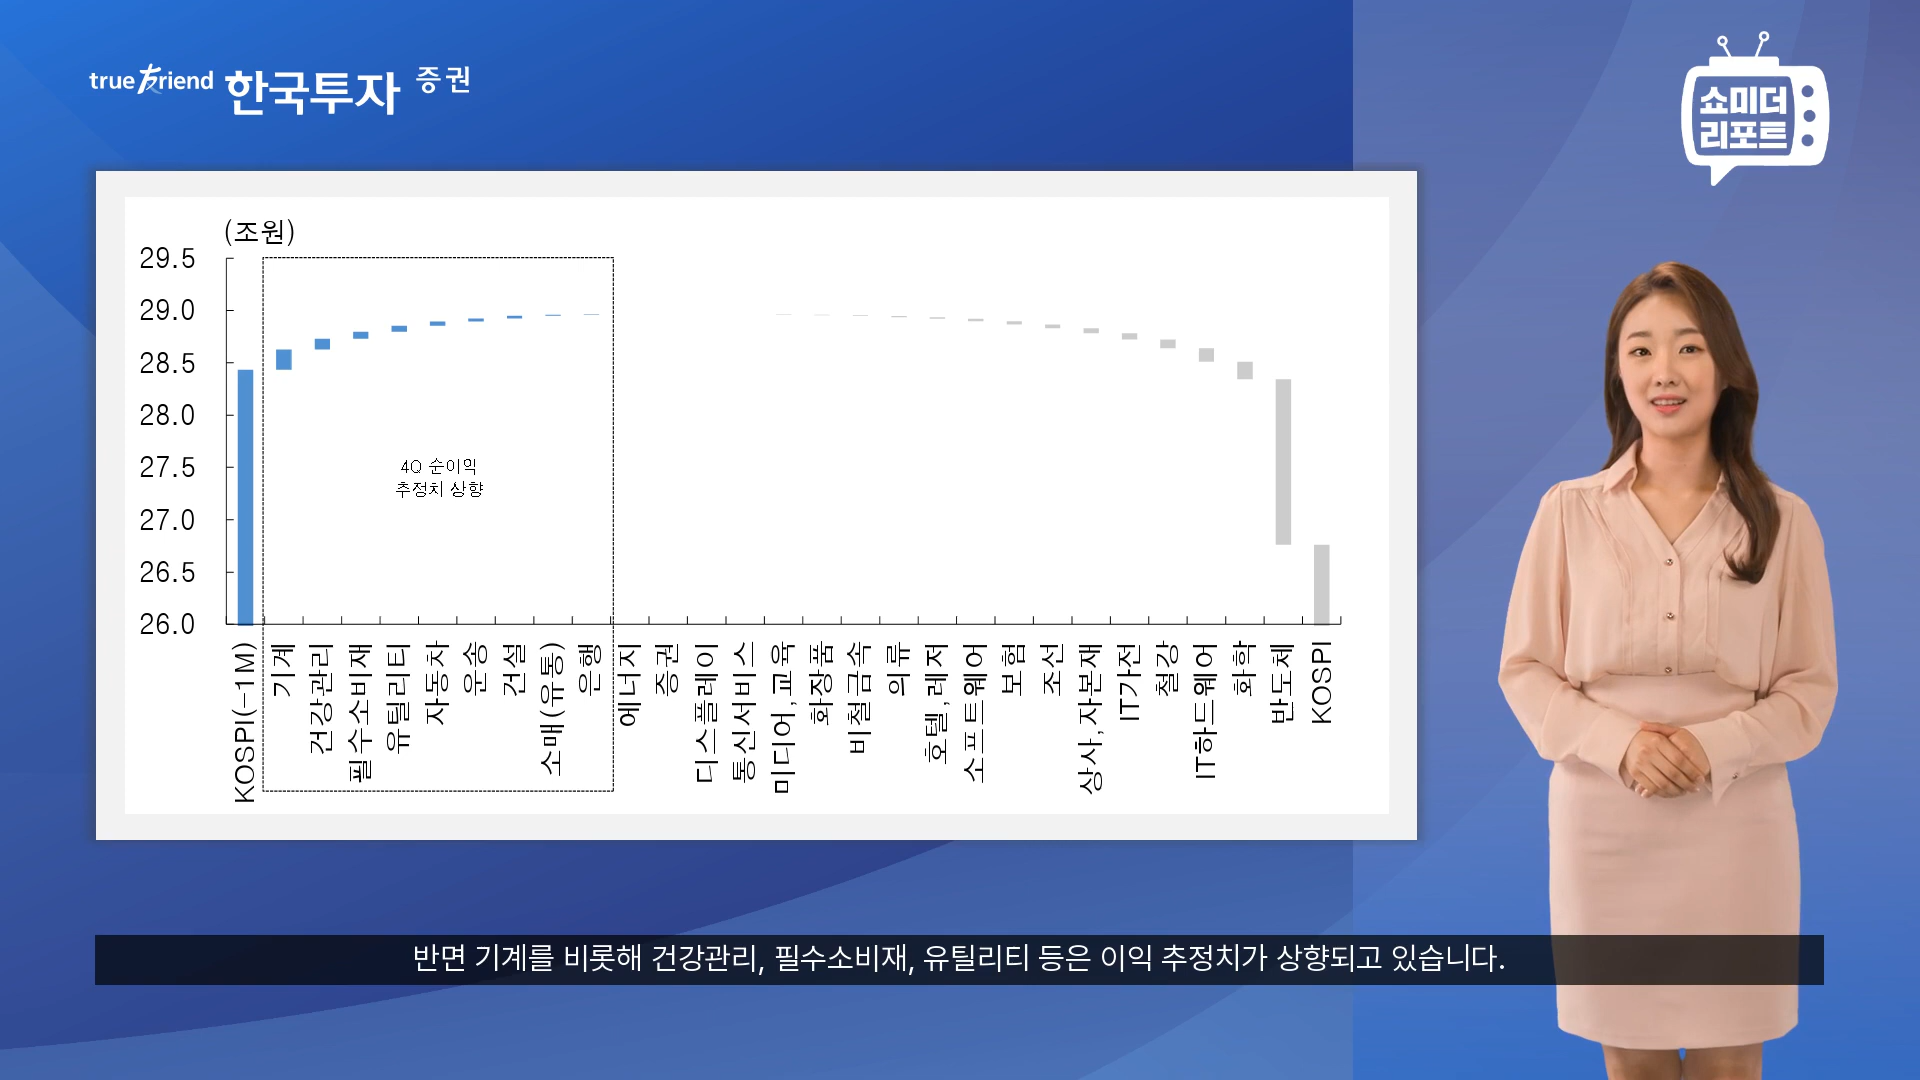 true friend 한국투자 증권
쇼미더
리포트
(조원)
29.5
29.0
28.5
28.0
27.5
27.0
26.5
26.0
4Q 순이익
추정치 상향
KOSPI(-1M)
기계
건강관리
필수소비재
유틸리티
자동차
운송
건설
소매(유통)
은행
에너지
증권
디스플레이
통신서비스
미디어,교육
화장품
비철금속
의류
호텔,레저
소프트웨어
보험
조선
상사,자본재
IT가전
철강
IT하드웨어
화학
반도체
KOSPI
반면 기계를 비롯해 건강관리, 필수소비재, 유틸리티 등은 이익 추정치가 상향되고 있습니다.